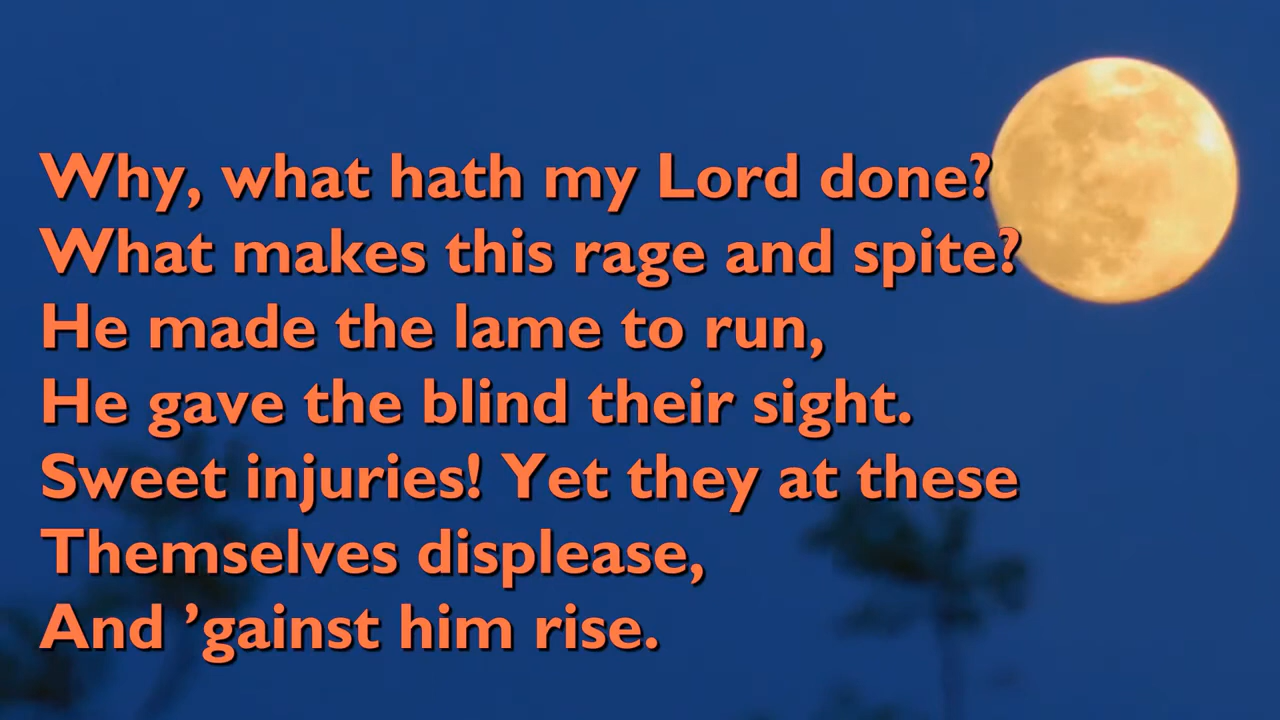 Why, what hath my Lord done?
What makes this rage and spite?
He made the lame to run,
He gave the blind their sight.
Sweet injuries! Yet they at these
Themselves displease,
And ’gainst him rise.